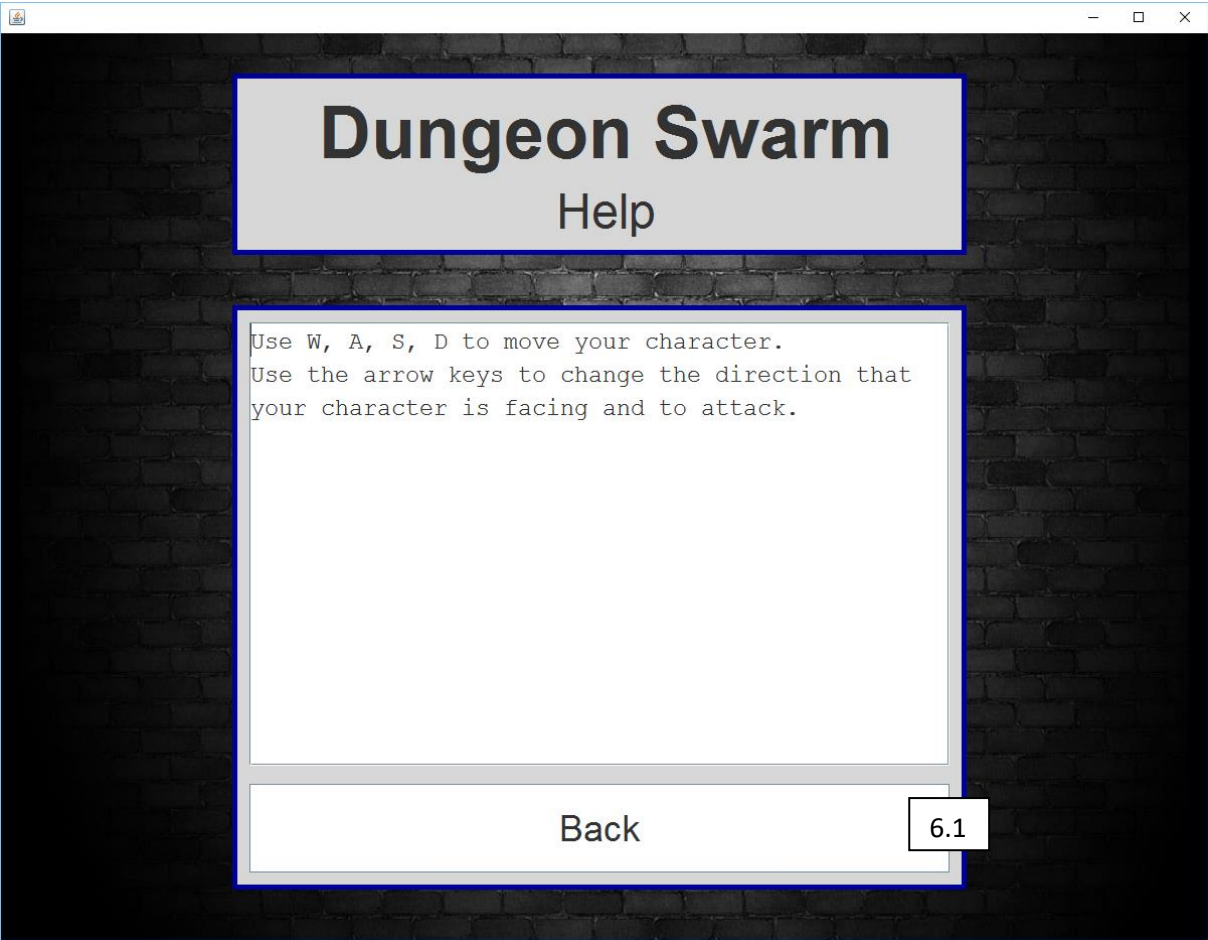 Dungeon Swarm
Help
Use W, A, S, D to move your character.
Use the arrow keys to change the direction that
your character is facing and to attack.
Back
6.1